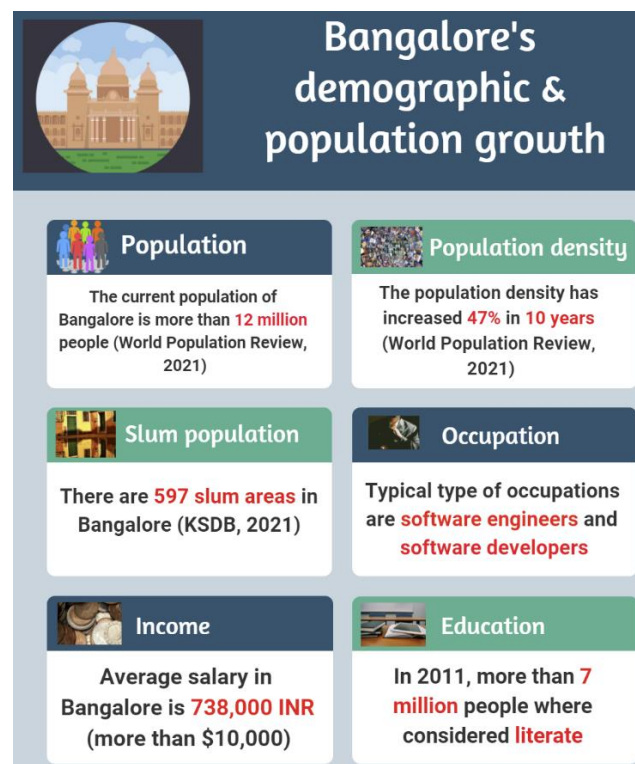 Bangalore's
demographic &
population growth
Population
The current population of
Bangalore is more than 12 million
people (World Population Review,
2021)
Population density
The population density has
increased 47% in 10 years
(World Population Review,
2021)
Slum population
There are 597 slum areas in
Bangalore (KSDB, 2021)
Occupation
Typical type of occupations
are software engineers and
software developers
Income
Average salary in
Bangalore is 738,000 INR
(more than $10,000)
Education
In 2011, more than 7
million people where
considered literate